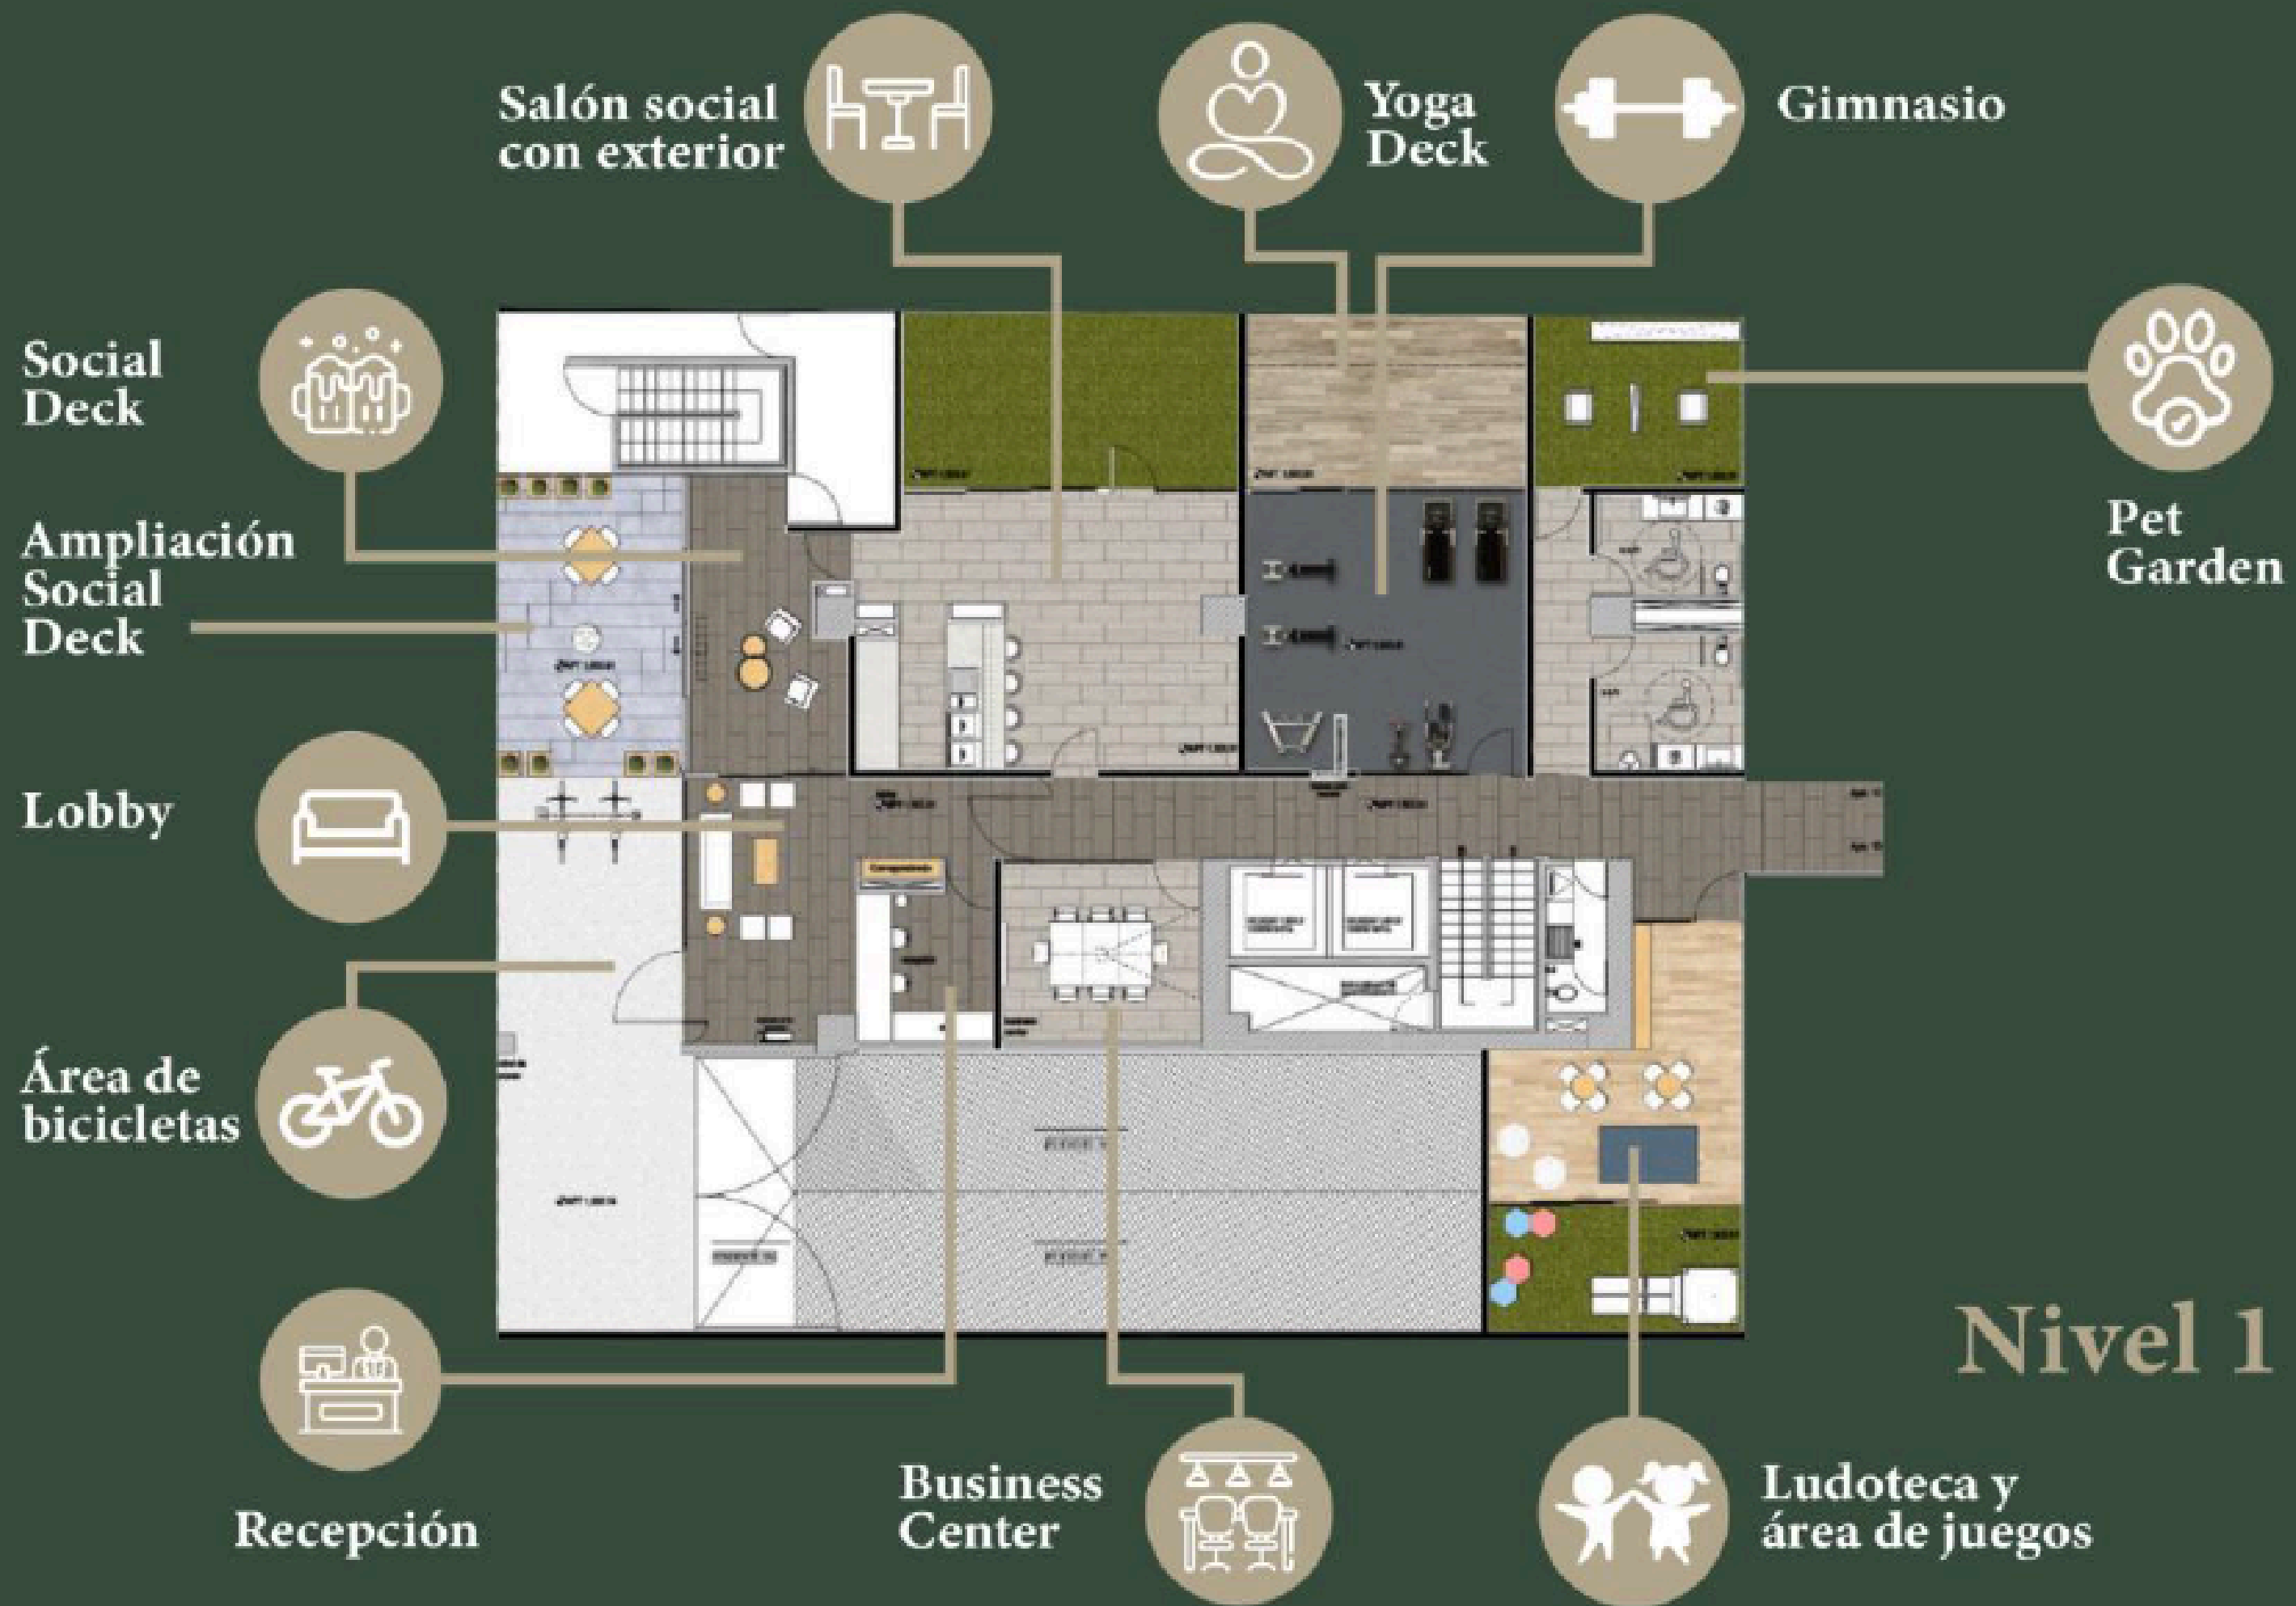 Salón social
con exterior
Yoga
Deck
Gimnasio
Social
Deck
Ampliación
Social
Deck
Pet
Garden
Lobby
Área de
bicicletas
Nivel 1
Recepción
Business
Center
Ludoteca y
área de juegos